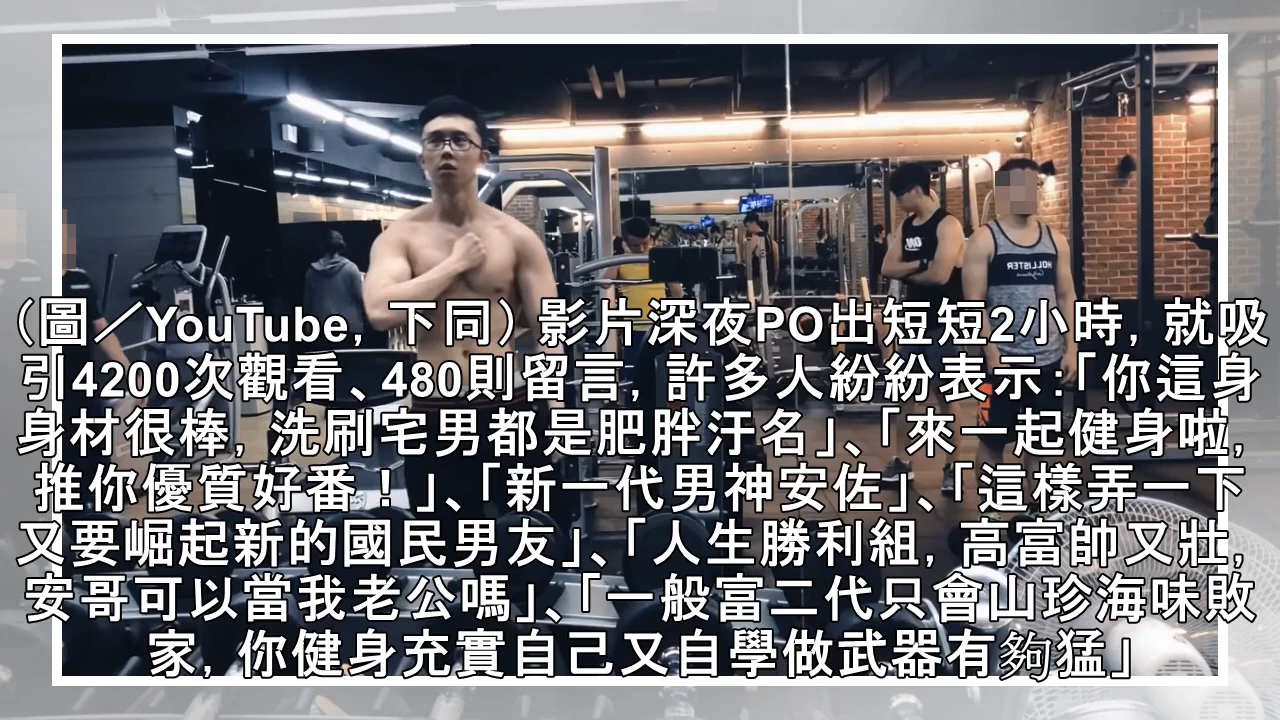 （圖／YouTube，下同）影片深夜PO出短短2小時，就吸
引4200次觀看、480則留言，許多人紛紛表示：「你這身
身材很棒，洗刷宅男都是肥胖汙名」、「來一起健身啦，
推你優質好番！」、「新一代男神安佐」、「這樣弄一下
又要崛起新的國民男友」、「人生勝利組，高富帥又壯，
安哥可以當我老公嗎」、「一般富二代只會山珍海味敗
家，你健身充實自己又自學做武器有夠猛」
HOLLISTER